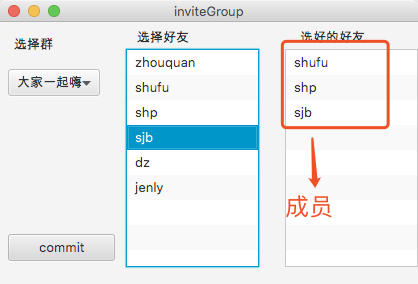 inviteGroup
选择群
大家一起嗨
commit
选择好友
zhouquan
shufu
shp
sjb
dz
jenly
选好的好友
shufu
shp
sjb
成员